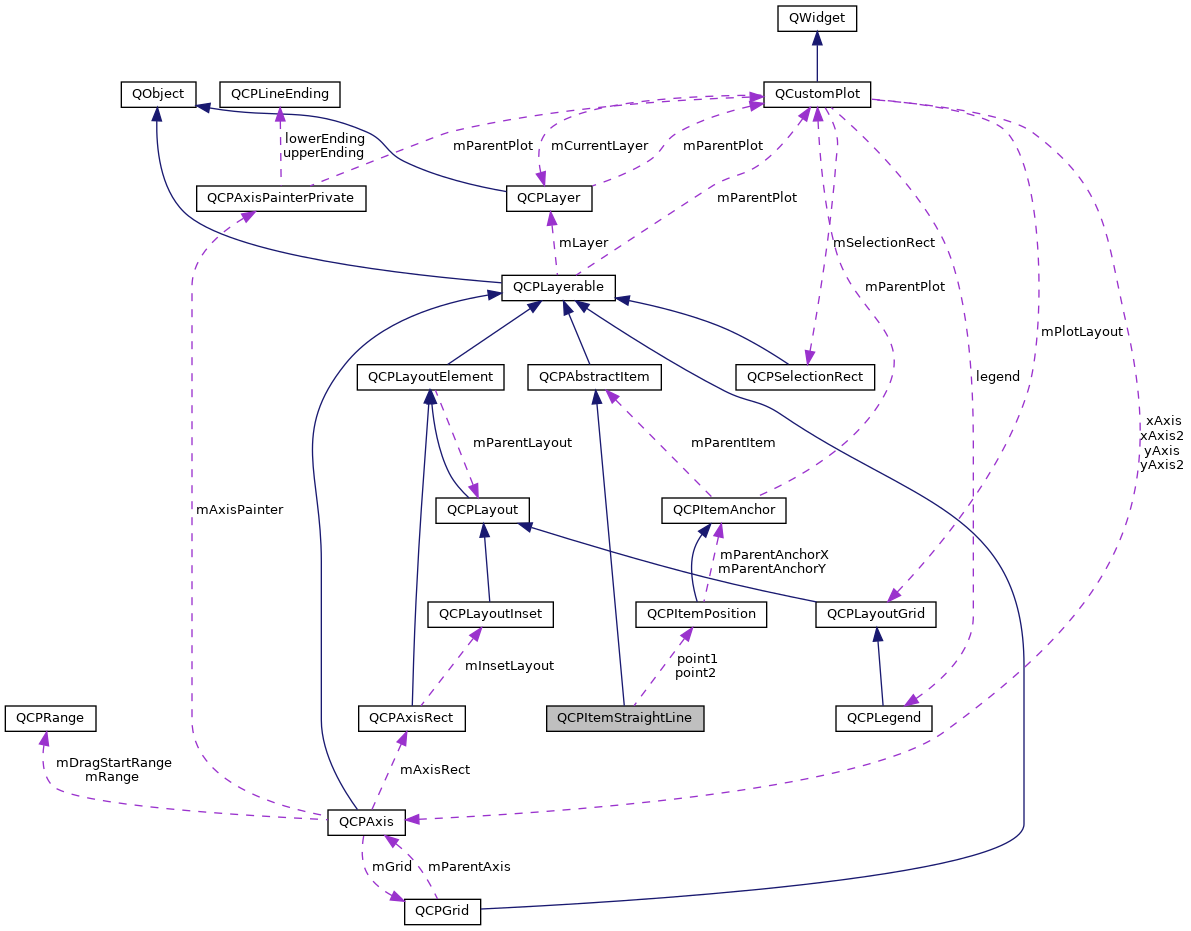 QWidget
QObject
QCPLineEnding
QCustomPlot
lowerEnding
upperEnding
mParentPlot
mCurrentLayer
mParentPlot
QCPAxisPainterPrivate
QCPLayer
mParentPlot
mLayer
mSelectionRect
QCPLayerable
mParentPlot
mPlotLayout
QCPLayoutElement
QCPAbstractItem
QCPSelectionRect
legend
xAxis
xAxis2
yAxis
yAxis2
mParentLayout
mParentItem
mAxisPainter
QCPLayout
QCPItemAnchor
mParentAnchorX
mParentAnchorY
QCPLayoutInset
QCPItemPosition
QCPLayoutGrid
mInsetLayout
point1
point2
QCPRange
QCPAxisRect
QCPItemStraightLine
QCPLegend
mDragStartRange
mRange
mAxisRect
QCPAxis
mGrid
mParentAxis
QCPGrid